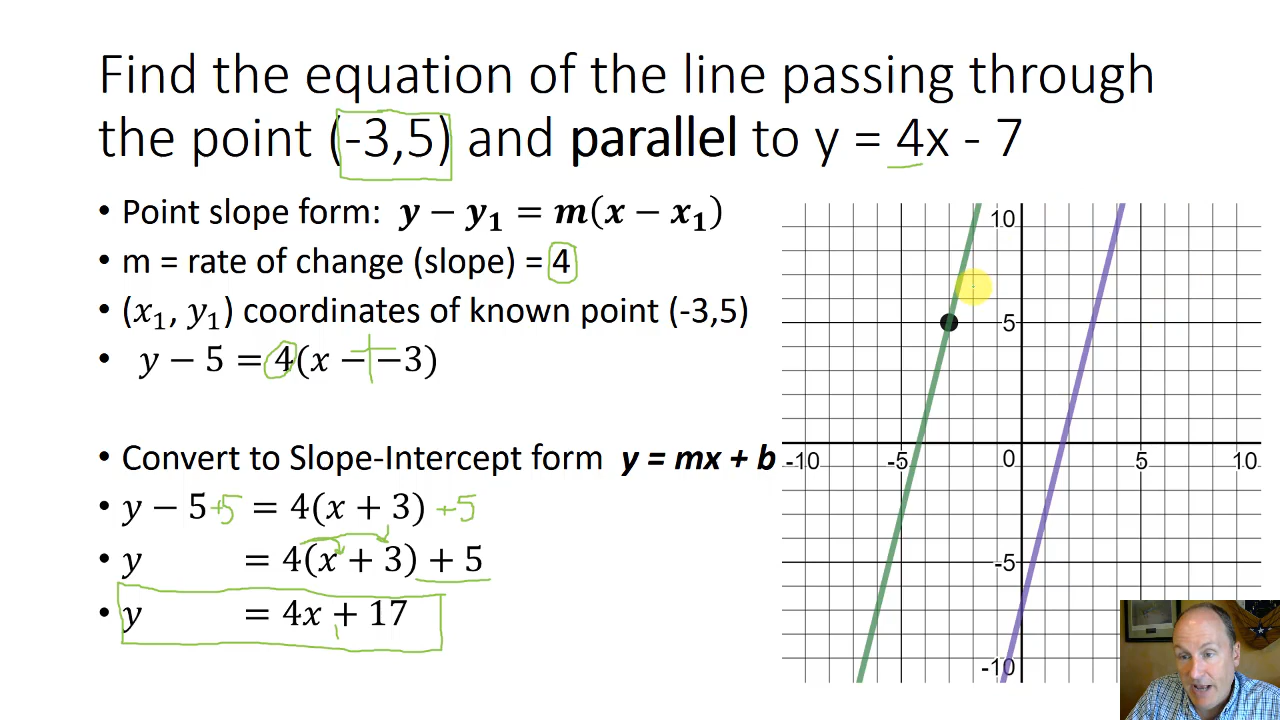 Find the equation of the line passing through
the point (-3,5) and parallel to y = 4x - 7
• Point slope form: y − y₁ = m(x − x₁)
• m = rate of change (slope) = 4
• (x₁, y₁) coordinates of known point (-3,5)
• y − 5 = 4(x − −3)
• Convert to Slope-Intercept form y = mx + b
• y − 5 +5 = 4(x + 3) +5
• y = 4(x + 3) + 5
• y = 4x + 17
10
5
-10 -5 0 5 10
-5
-10